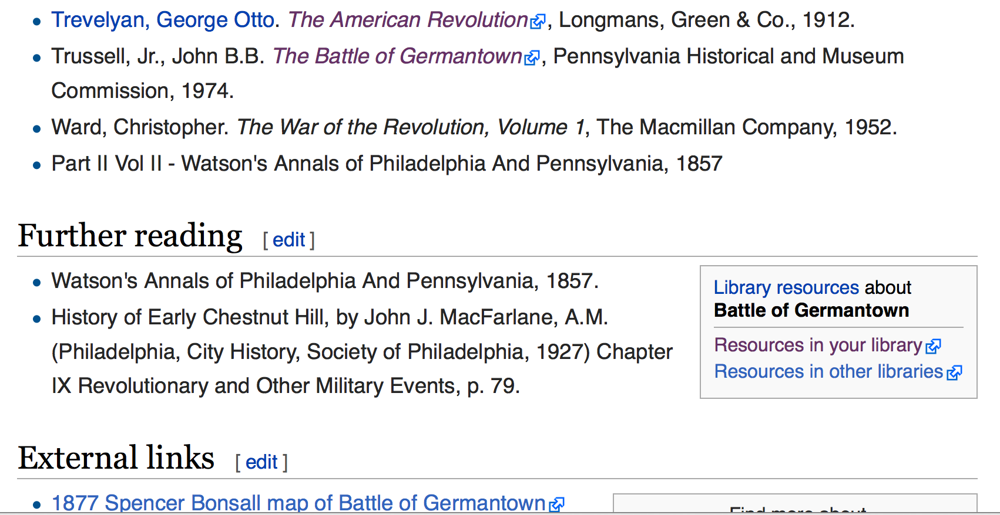 Trevelyan, George Otto. The American Revolution, Longmans, Green & Co., 1912.
Trussell, Jr., John B.B. The Battle of Germantown, Pennsylvania Historical and Museum
Commission, 1974.
Ward, Christopher. The War of the Revolution, Volume 1, The Macmillan Company, 1952.
Part II Vol II - Watson's Annals of Philadelphia And Pennsylvania, 1857
Further reading [ edit ]
Watson's Annals of Philadelphia And Pennsylvania, 1857.
History of Early Chestnut Hill, by John J. MacFarlane, A.M.
(Philadelphia, City History, Society of Philadelphia, 1927) Chapter
IX Revolutionary and Other Military Events, p. 79.
Library resources about
Battle of Germantown
Resources in your library
Resources in other libraries
External links [ edit ]
1877 Spencer Bonsall map of Battle of Germantown
Find more about